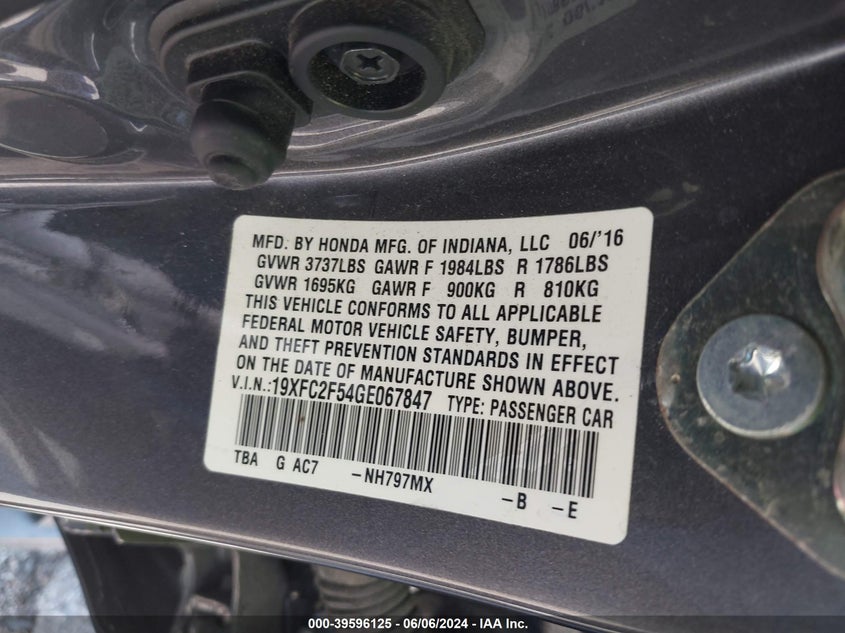 MFD. BY HONDA MFG. OF INDIANA, LLC 06/'16
GVWR 3737LBS GAWR F 1984LBS R 1786LBS
GVWR 1695KG GAWR F 900KG R 810KG
THIS VEHICLE CONFORMS TO ALL APPLICABLE
FEDERAL MOTOR VEHICLE SAFETY, BUMPER,
AND THEFT PREVENTION STANDARDS IN EFFECT
ON THE DATE OF MANUFACTURE SHOWN ABOVE.
V.I.N.:19XFC2F54GE067847 TYPE: PASSENGER CAR
TBA G AC7 -NH797MX -B -E
000-39596125 - 06/06/2024 - IAA Inc.